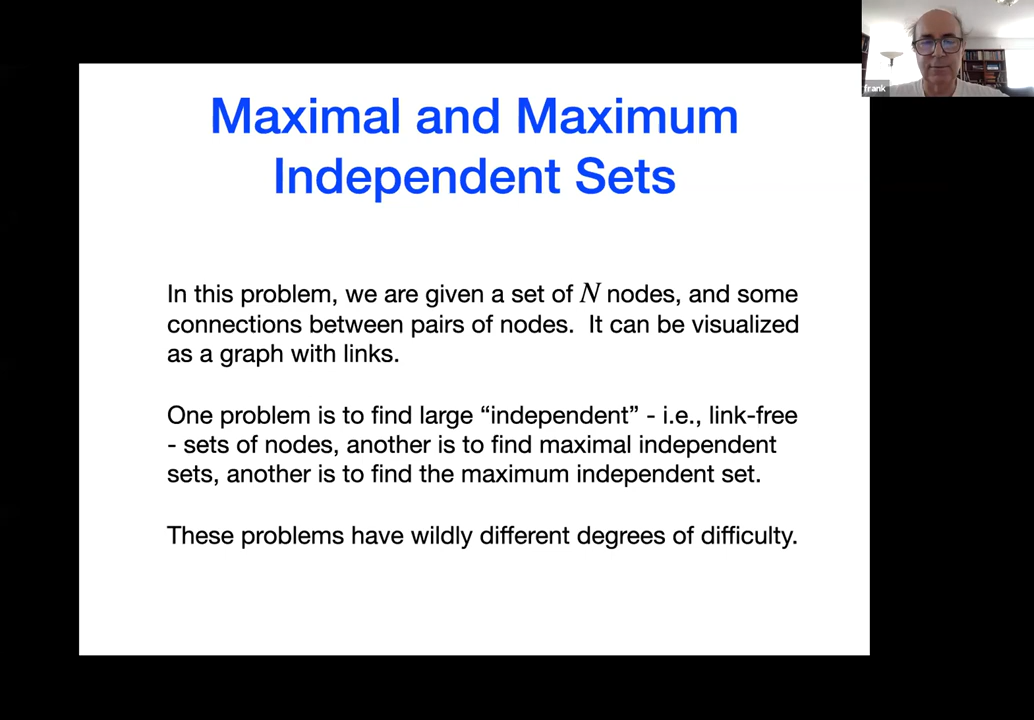 Maximal and Maximum
Independent Sets
In this problem, we are given a set of N nodes, and some
connections between pairs of nodes.  It can be visualized
as a graph with links.
One problem is to find large “independent” - i.e., link-free
- sets of nodes, another is to find maximal independent
sets, another is to find the maximum independent set.
These problems have wildly different degrees of difficulty.
frank